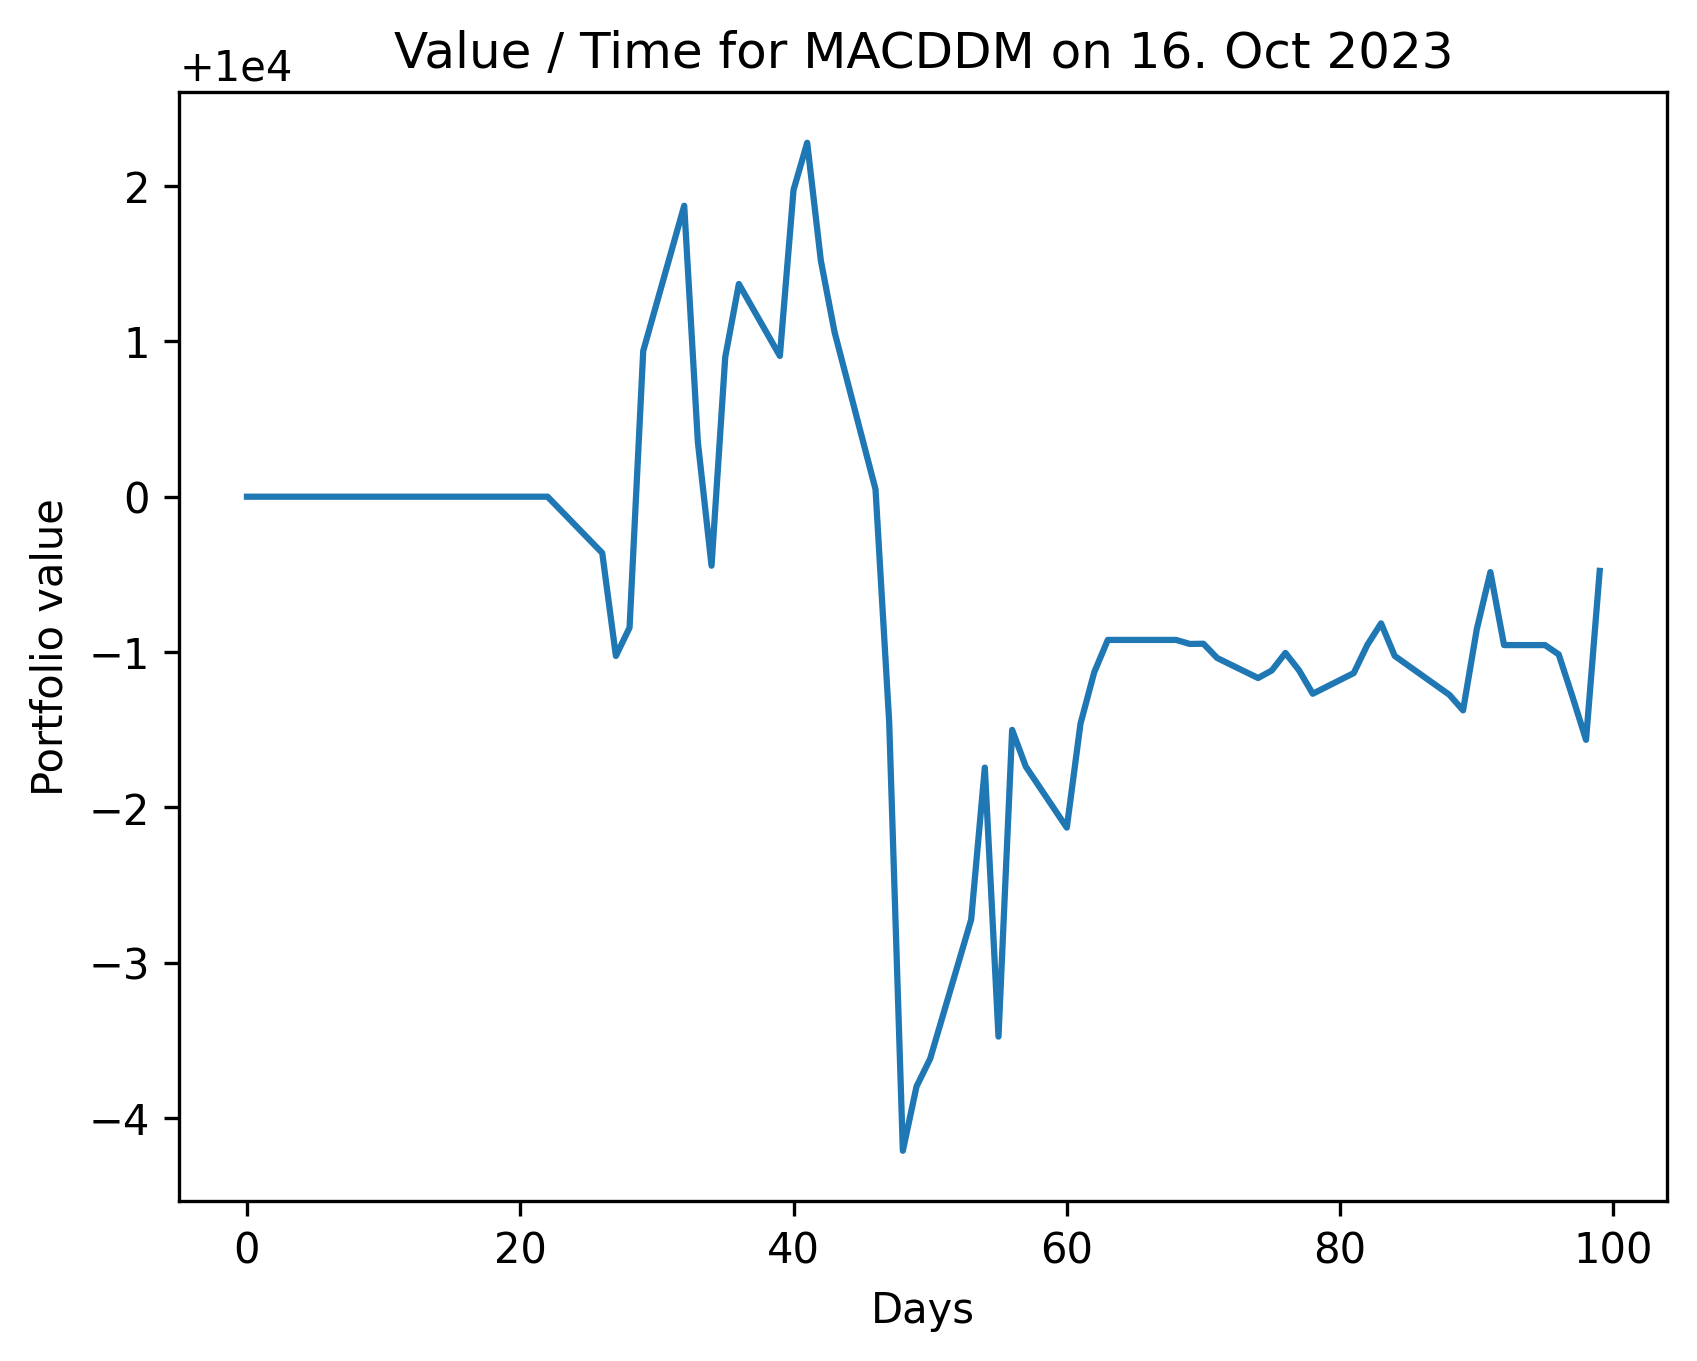 Value / Time for MACDDM on 16. Oct 2023
+1e4
2
1
0
−1
−2
−3
−4
Portfolio value
0 20 40 60 80 100
Days